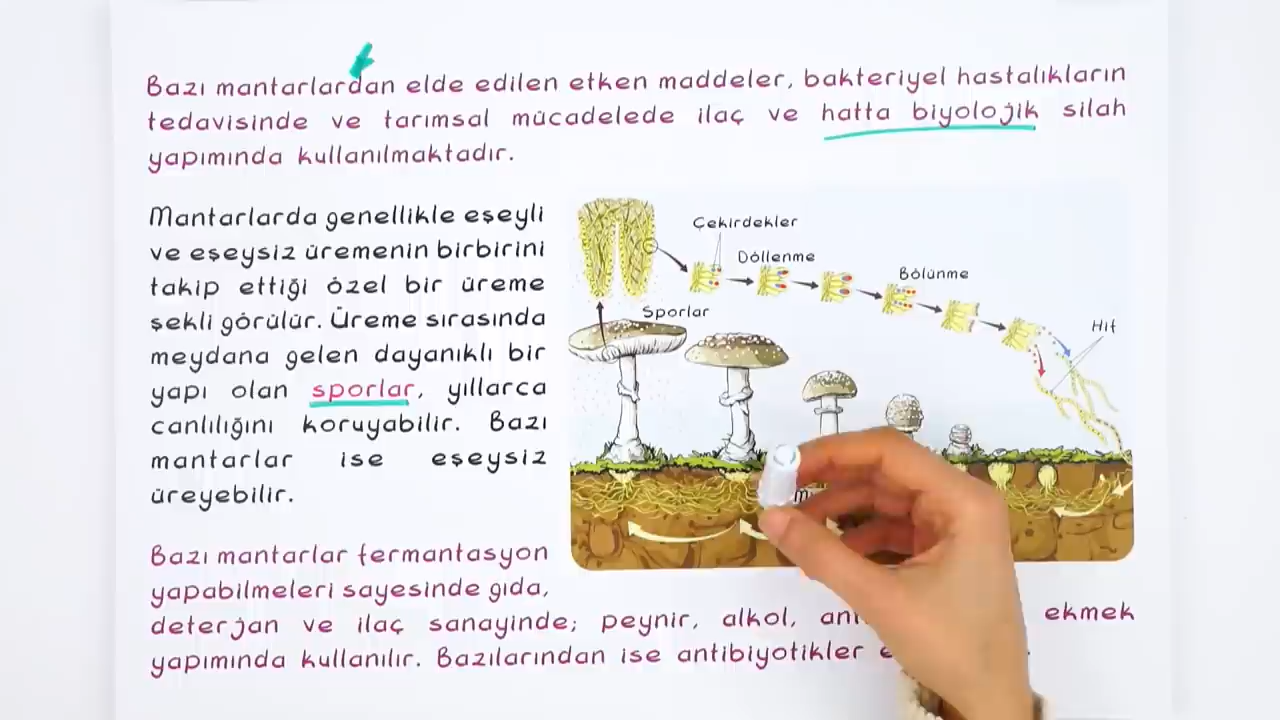 Bazı mantarlardan elde edilen etken maddeler, bakteriyel hastalıkların
tedavisinde ve tarımsal mücadelede ilaç ve hatta biyolojik silah
yapımında kullanılmaktadır.
Mantarlarda genellikle eşeyli
ve eşeysiz üremenin birbirini
takip ettiği özel bir üreme
şekli görülür. Üreme sırasında
meydana gelen dayanıklı bir
yapı olan sporlar, yıllarca
canlılığını koruyabilir. Bazı
mantarlar ise eşeysiz
üreyebilir.
Çekirdekler
Döllenme
Bölünme
Sporlar
Hif
Bazı mantarlar fermantasyon
yapabilmeleri sayesinde gıda,
deterjan ve ilaç sanayinde; peynir, alkol, ekmek
yapımında kullanılır. Bazılarından ise antibiyotikler